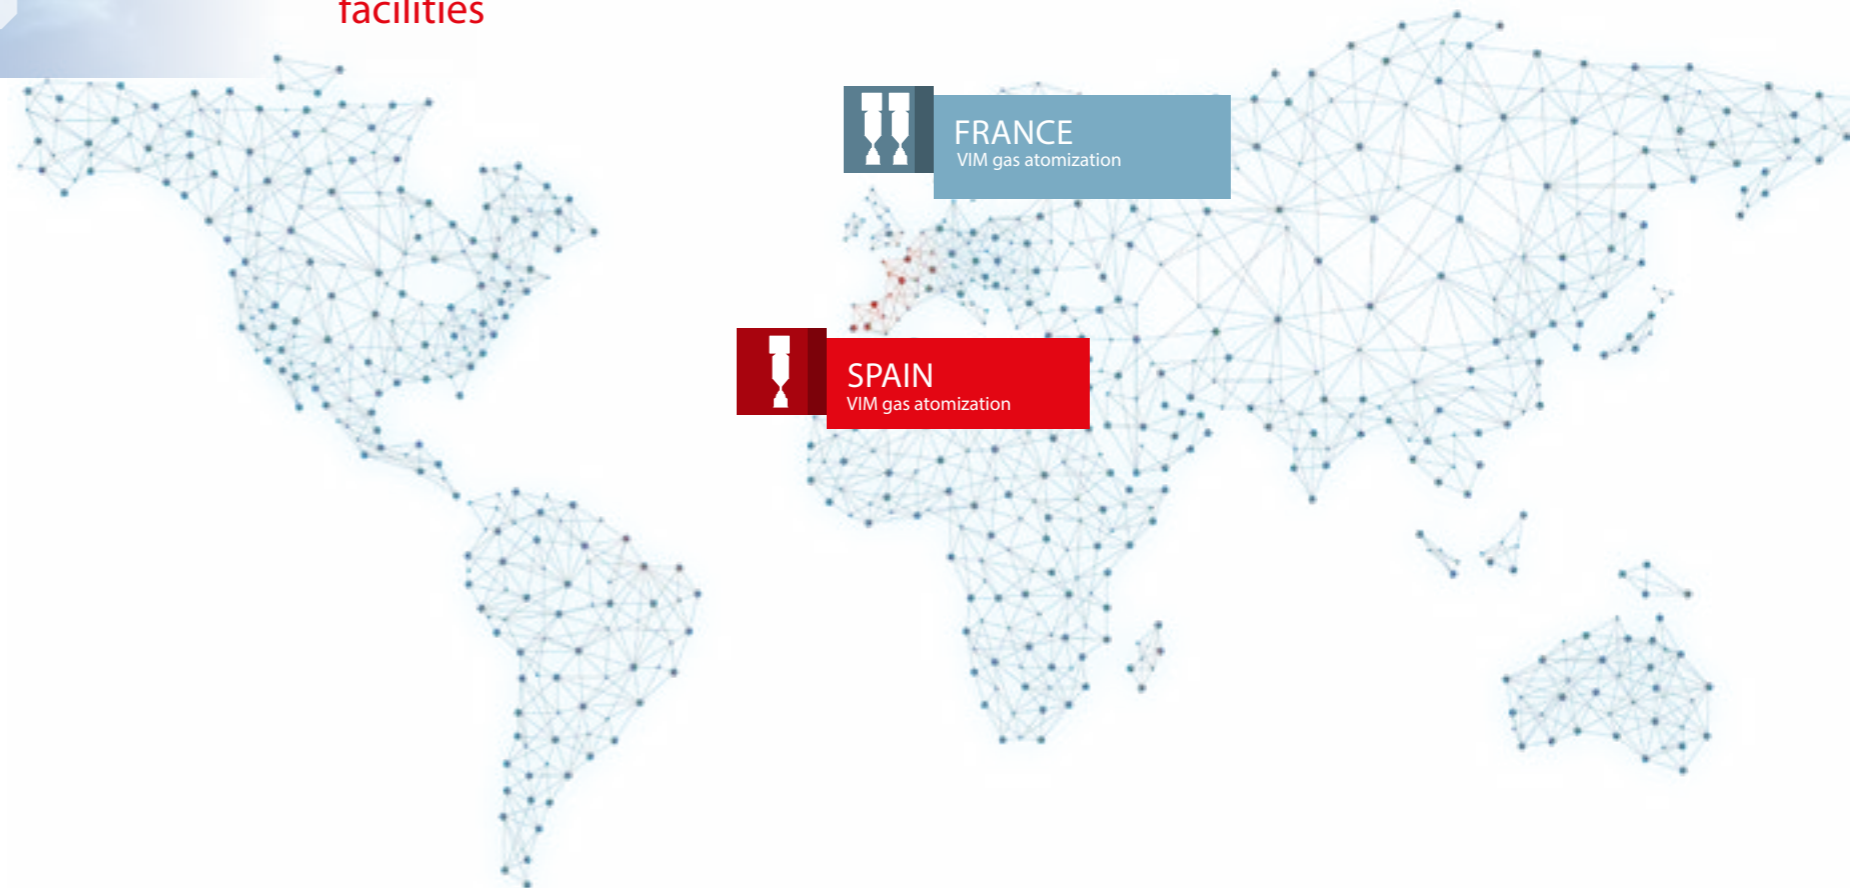 facilities
FRANCE
VIM gas atomization
SPAIN
VIM gas atomization